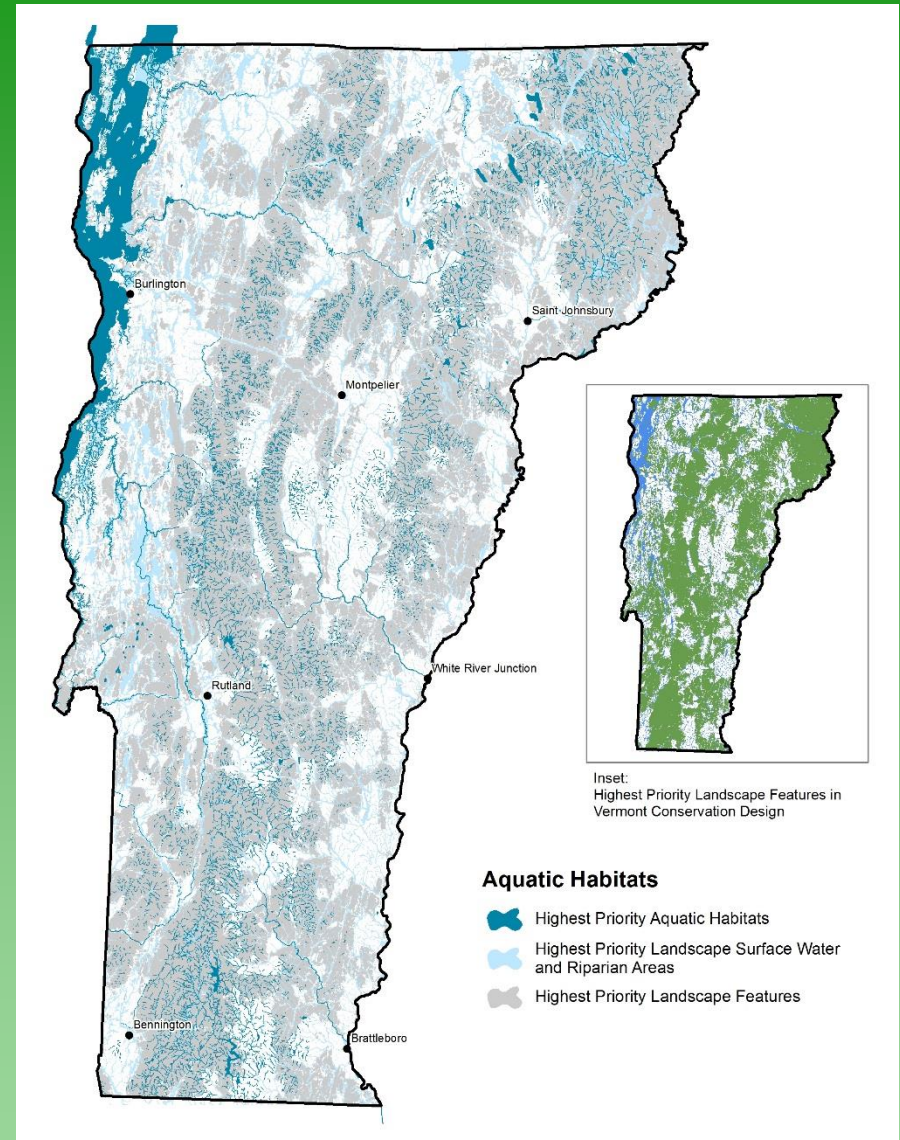 Burlington
Saint Johnsbury
Montpelier
White River Junction
Rutland
Bennington
Brattleboro
Inset:
Highest Priority Landscape Features in
Vermont Conservation Design
Aquatic Habitats
Highest Priority Aquatic Habitats
Highest Priority Landscape Surface Water
and Riparian Areas
Highest Priority Landscape Features